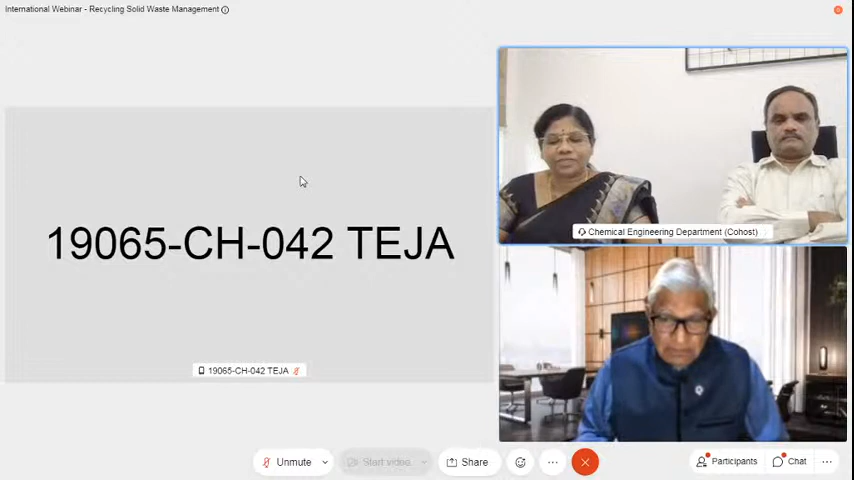 International Webinar - Recycling Solid Waste Management
19065-CH-042 TEJA
19065-CH-042 TEJA
Chemical Engineering Department (Cohost)
Unmute
Start video
Share
Participants
Chat